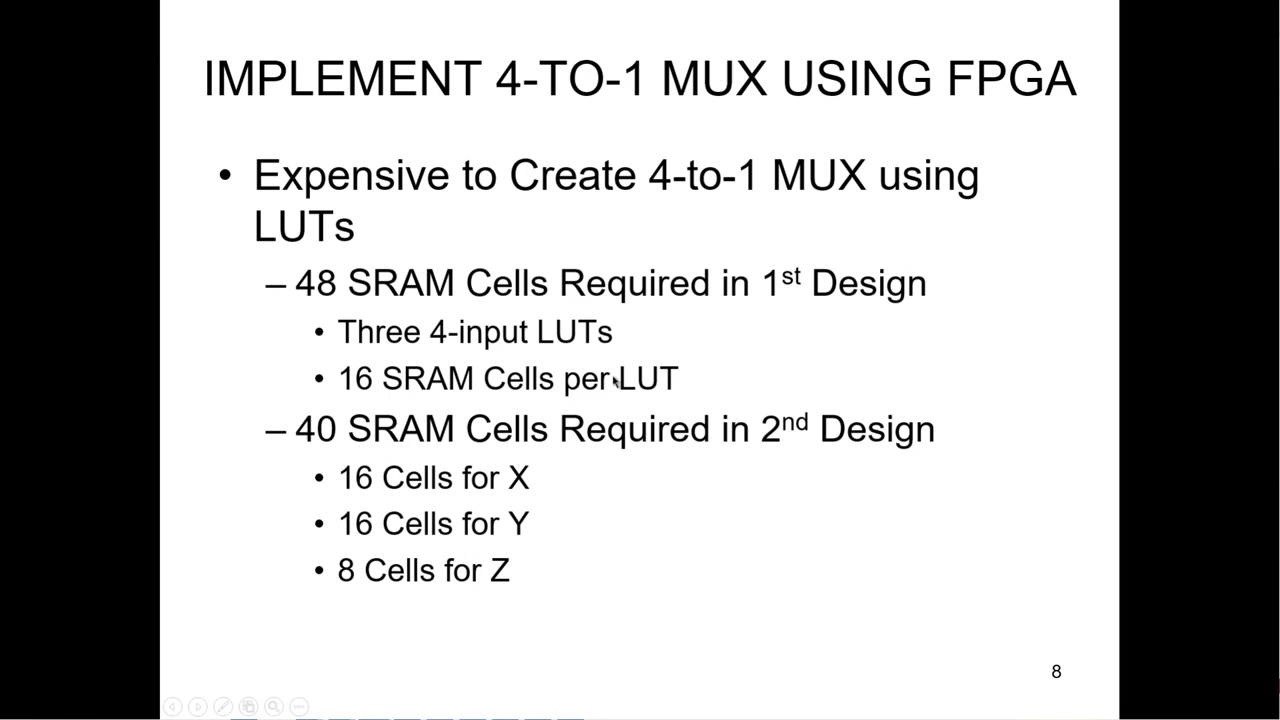 IMPLEMENT 4-TO-1 MUX USING FPGA
• Expensive to Create 4-to-1 MUX using
LUTs
– 48 SRAM Cells Required in 1st Design
• Three 4-input LUTs
• 16 SRAM Cells per LUT
– 40 SRAM Cells Required in 2nd Design
• 16 Cells for X
• 16 Cells for Y
• 8 Cells for Z
8